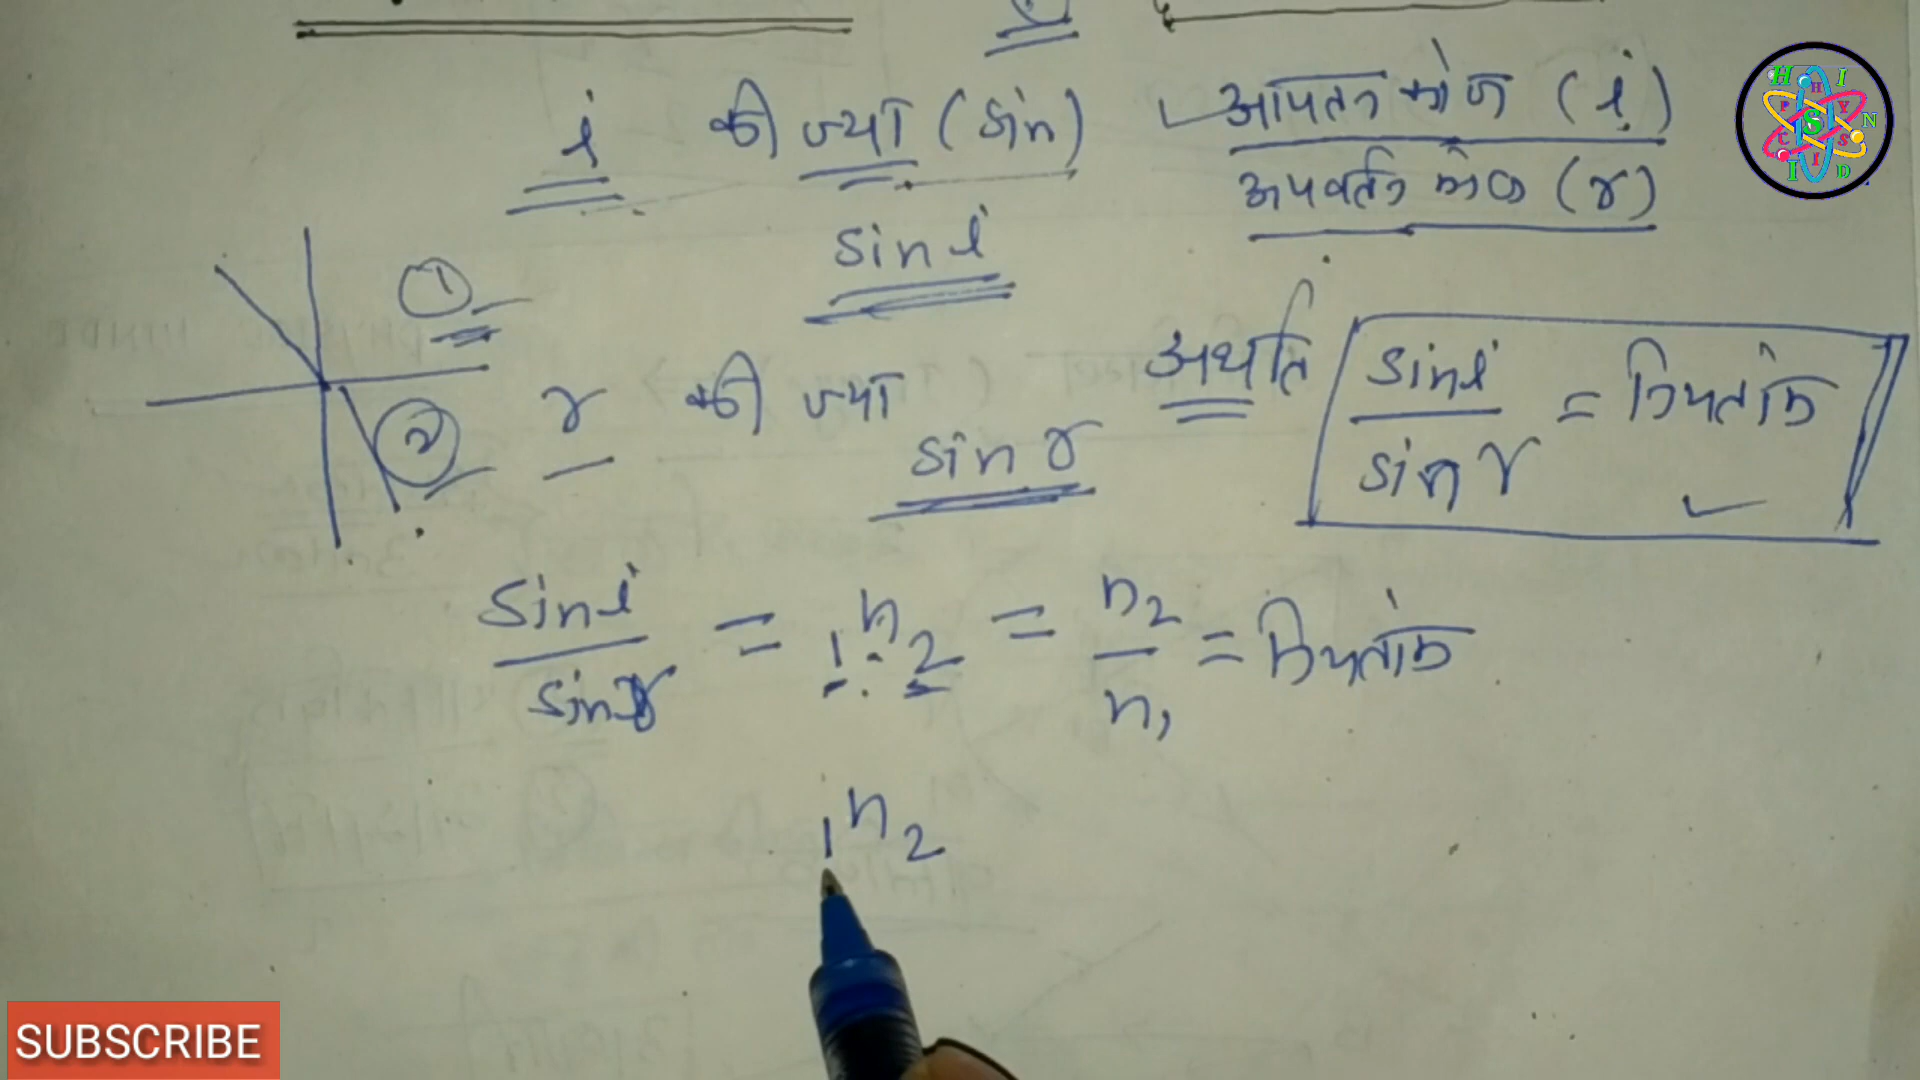 i की ज्या (sin) आपतन कोण (i)
अपवर्तन कोण (r)
sin i
①
② r की ज्या sin r अर्थात sin i / sin r = नियतांक
sin i / sin r = ₁n₂ = n₂ / n₁ = नियतांक
₁n₂
SUBSCRIBE